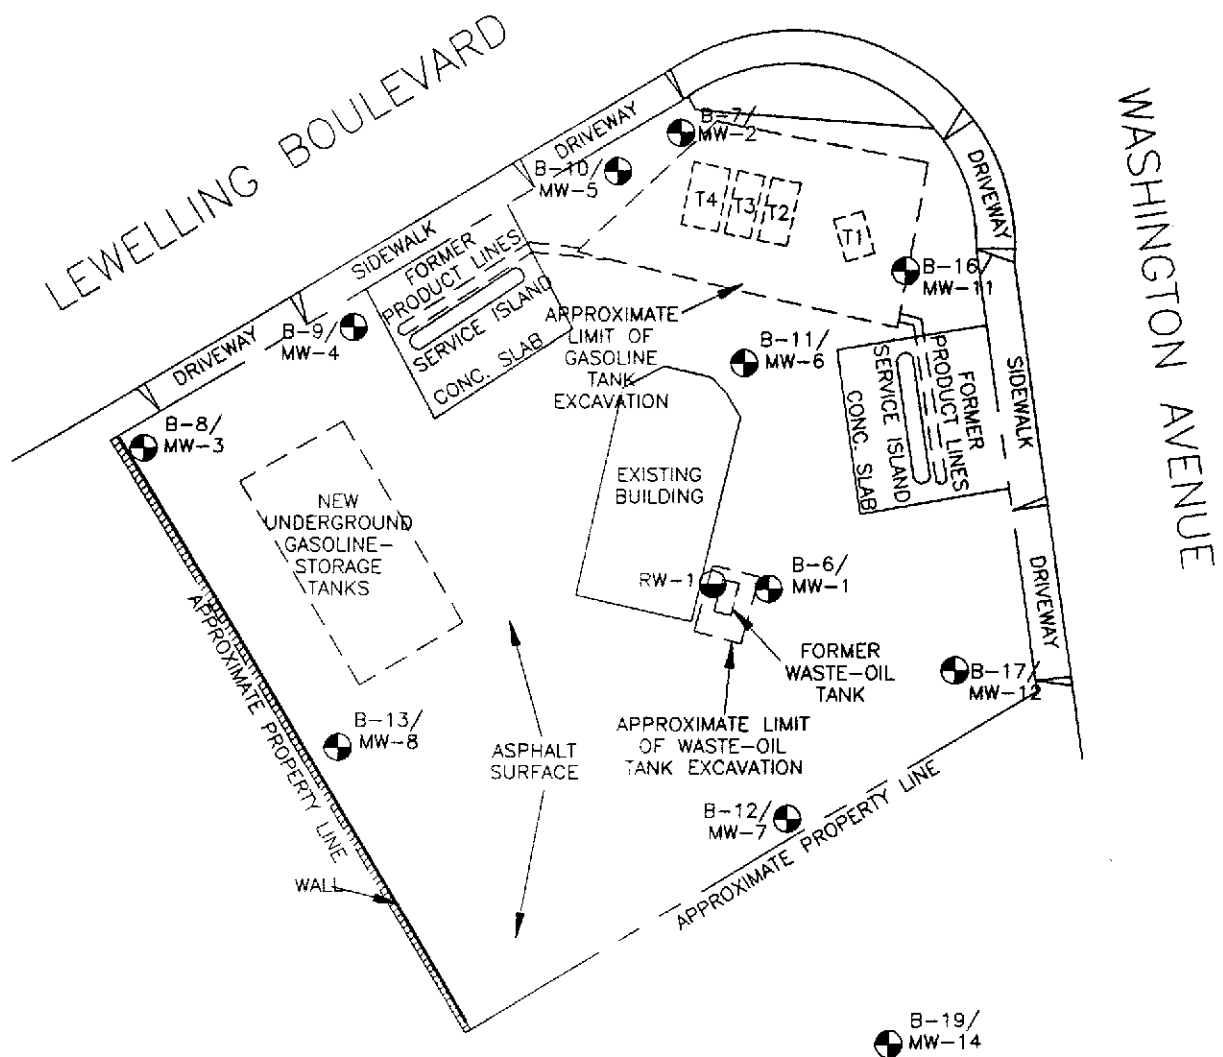 LEWELLING BOULEVARD
WASHINGTON AVENUE
B-7/
MW-2
DRIVEWAY
B-10/
MW-5
T4
T3
T2
T1
DRIVEWAY
SIDEWALK
FORMER
PRODUCT LINES
SERVICE ISLAND
CONC. SLAB
B-16/
MW-11
APPROXIMATE
LIMIT OF
GASOLINE
TANK
EXCAVATION
B-9/
MW-4
DRIVEWAY
B-11/
MW-6
SIDEWALK
FORMER
PRODUCT LINES
SERVICE ISLAND
CONC. SLAB
B-8/
MW-3
NEW
UNDERGROUND
GASOLINE-
STORAGE
TANKS
EXISTING
BUILDING
RW-1
B-6/
MW-1
DRIVEWAY
FORMER
WASTE-OIL
TANK
B-17/
MW-12
APPROXIMATE PROPERTY LINE
B-13/
MW-8
ASPHALT
SURFACE
APPROXIMATE LIMIT
OF WASTE-OIL
TANK EXCAVATION
B-12/
MW-7
APPROXIMATE PROPERTY LINE
WALL
B-19/
MW-14